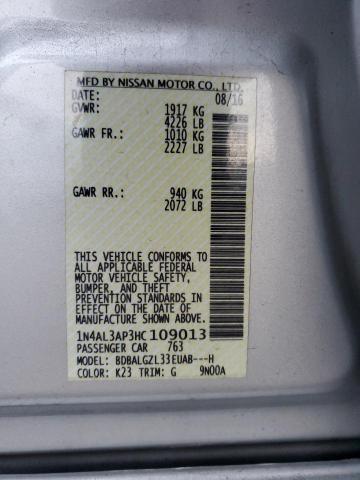 MFD BY NISSAN MOTOR CO., LTD.
DATE: 08/16
GVWR: 1917 KG
4226 LB
GAWR FR.: 1010 KG
2227 LB
GAWR RR.: 940 KG
2072 LB
THIS VEHICLE CONFORMS TO
ALL APPLICABLE FEDERAL
MOTOR VEHICLE SAFETY,
BUMPER, AND THEFT
PREVENTION STANDARDS
IN EFFECT ON THE DATE OF
MANUFACTURE SHOWN ABOVE.
1N4AL3AP3HC109013
PASSENGER CAR 763
MODEL: BDBALGZL33EUAB---H
COLOR: K23 TRIM: G 9N00A